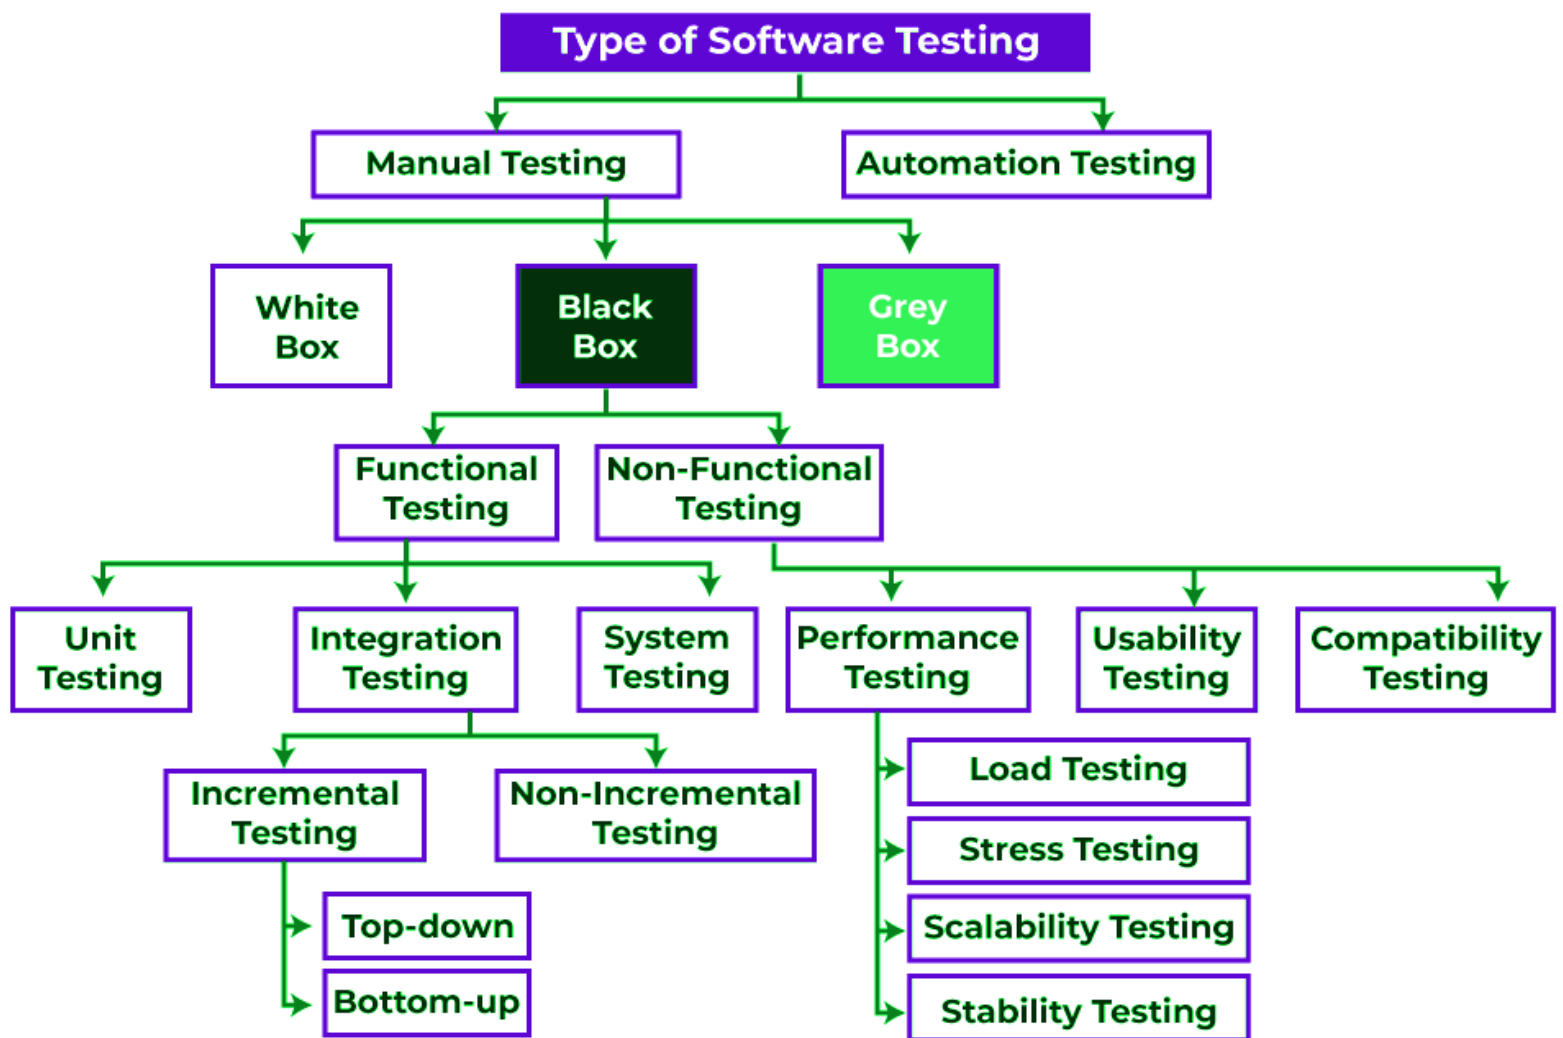 Type of Software Testing
Manual Testing
Automation Testing
White
Box
Black
Box
Grey
Box
Functional
Testing
Non-Functional
Testing
Unit
Testing
Integration
Testing
System
Testing
Performance
Testing
Usability
Testing
Compatibility
Testing
Incremental
Testing
Non-Incremental
Testing
Top-down
Bottom-up
Load Testing
Stress Testing
Scalability Testing
Stability Testing